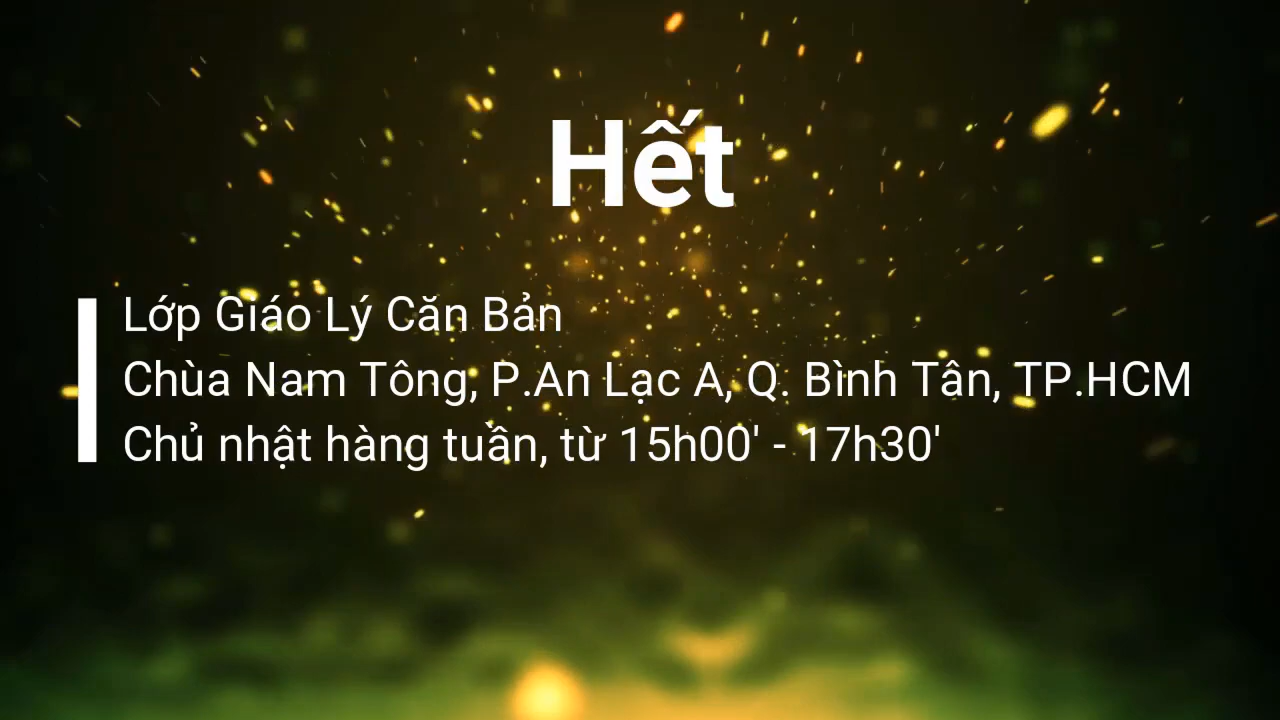 Hết
Lớp Giáo Lý Căn Bản
Chùa Nam Tông, P.An Lạc A, Q. Bình Tân, TP.HCM
Chủ nhật hàng tuần, từ 15h00' - 17h30'